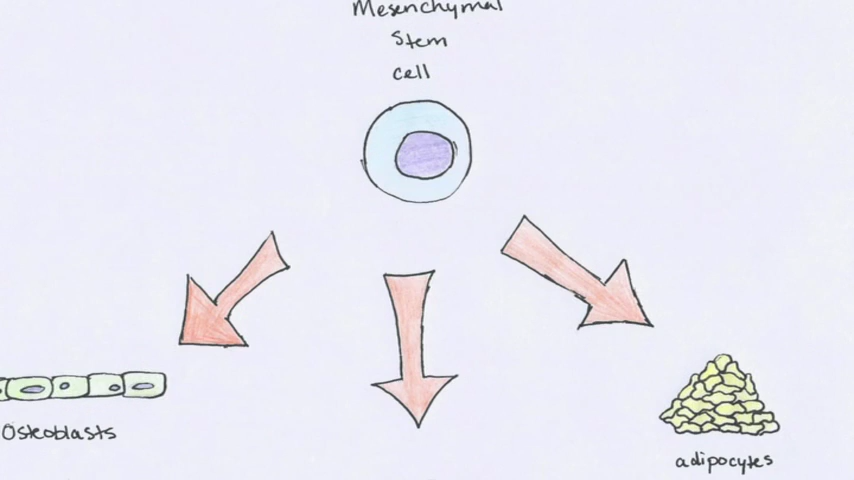 Mesenchymal
Stem
cell
Osteoblasts
adipocytes